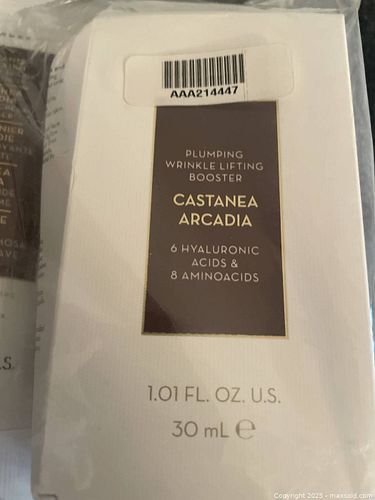 AAA214447
PLUMPING
WRINKLE LIFTING
BOOSTER
CASTANEA
ARCADIA
6 HYALURONIC
ACIDS &
8 AMINOACIDS
1.01 FL. OZ. U.S.
30 mL ℮
.S.
Copyright 2025 - maxsold.com